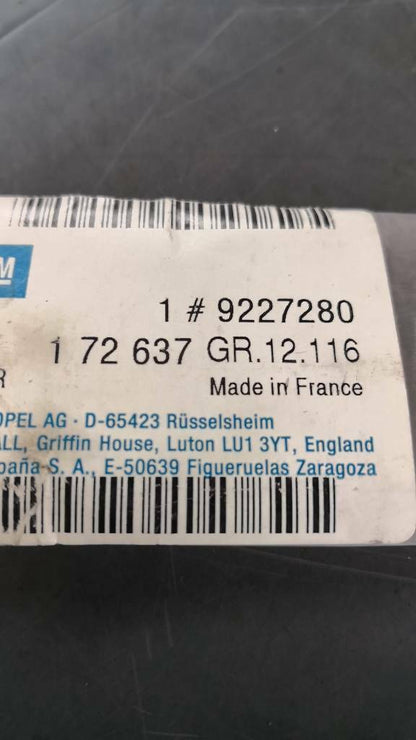 M
1 # 9227280
1 72 637 GR.12.116
R Made in France
OPEL AG · D-65423 Rüsselsheim
ALL, Griffin House, Luton LU1 3YT, England
paña S. A., E-50639 Figueruelas Zaragoza